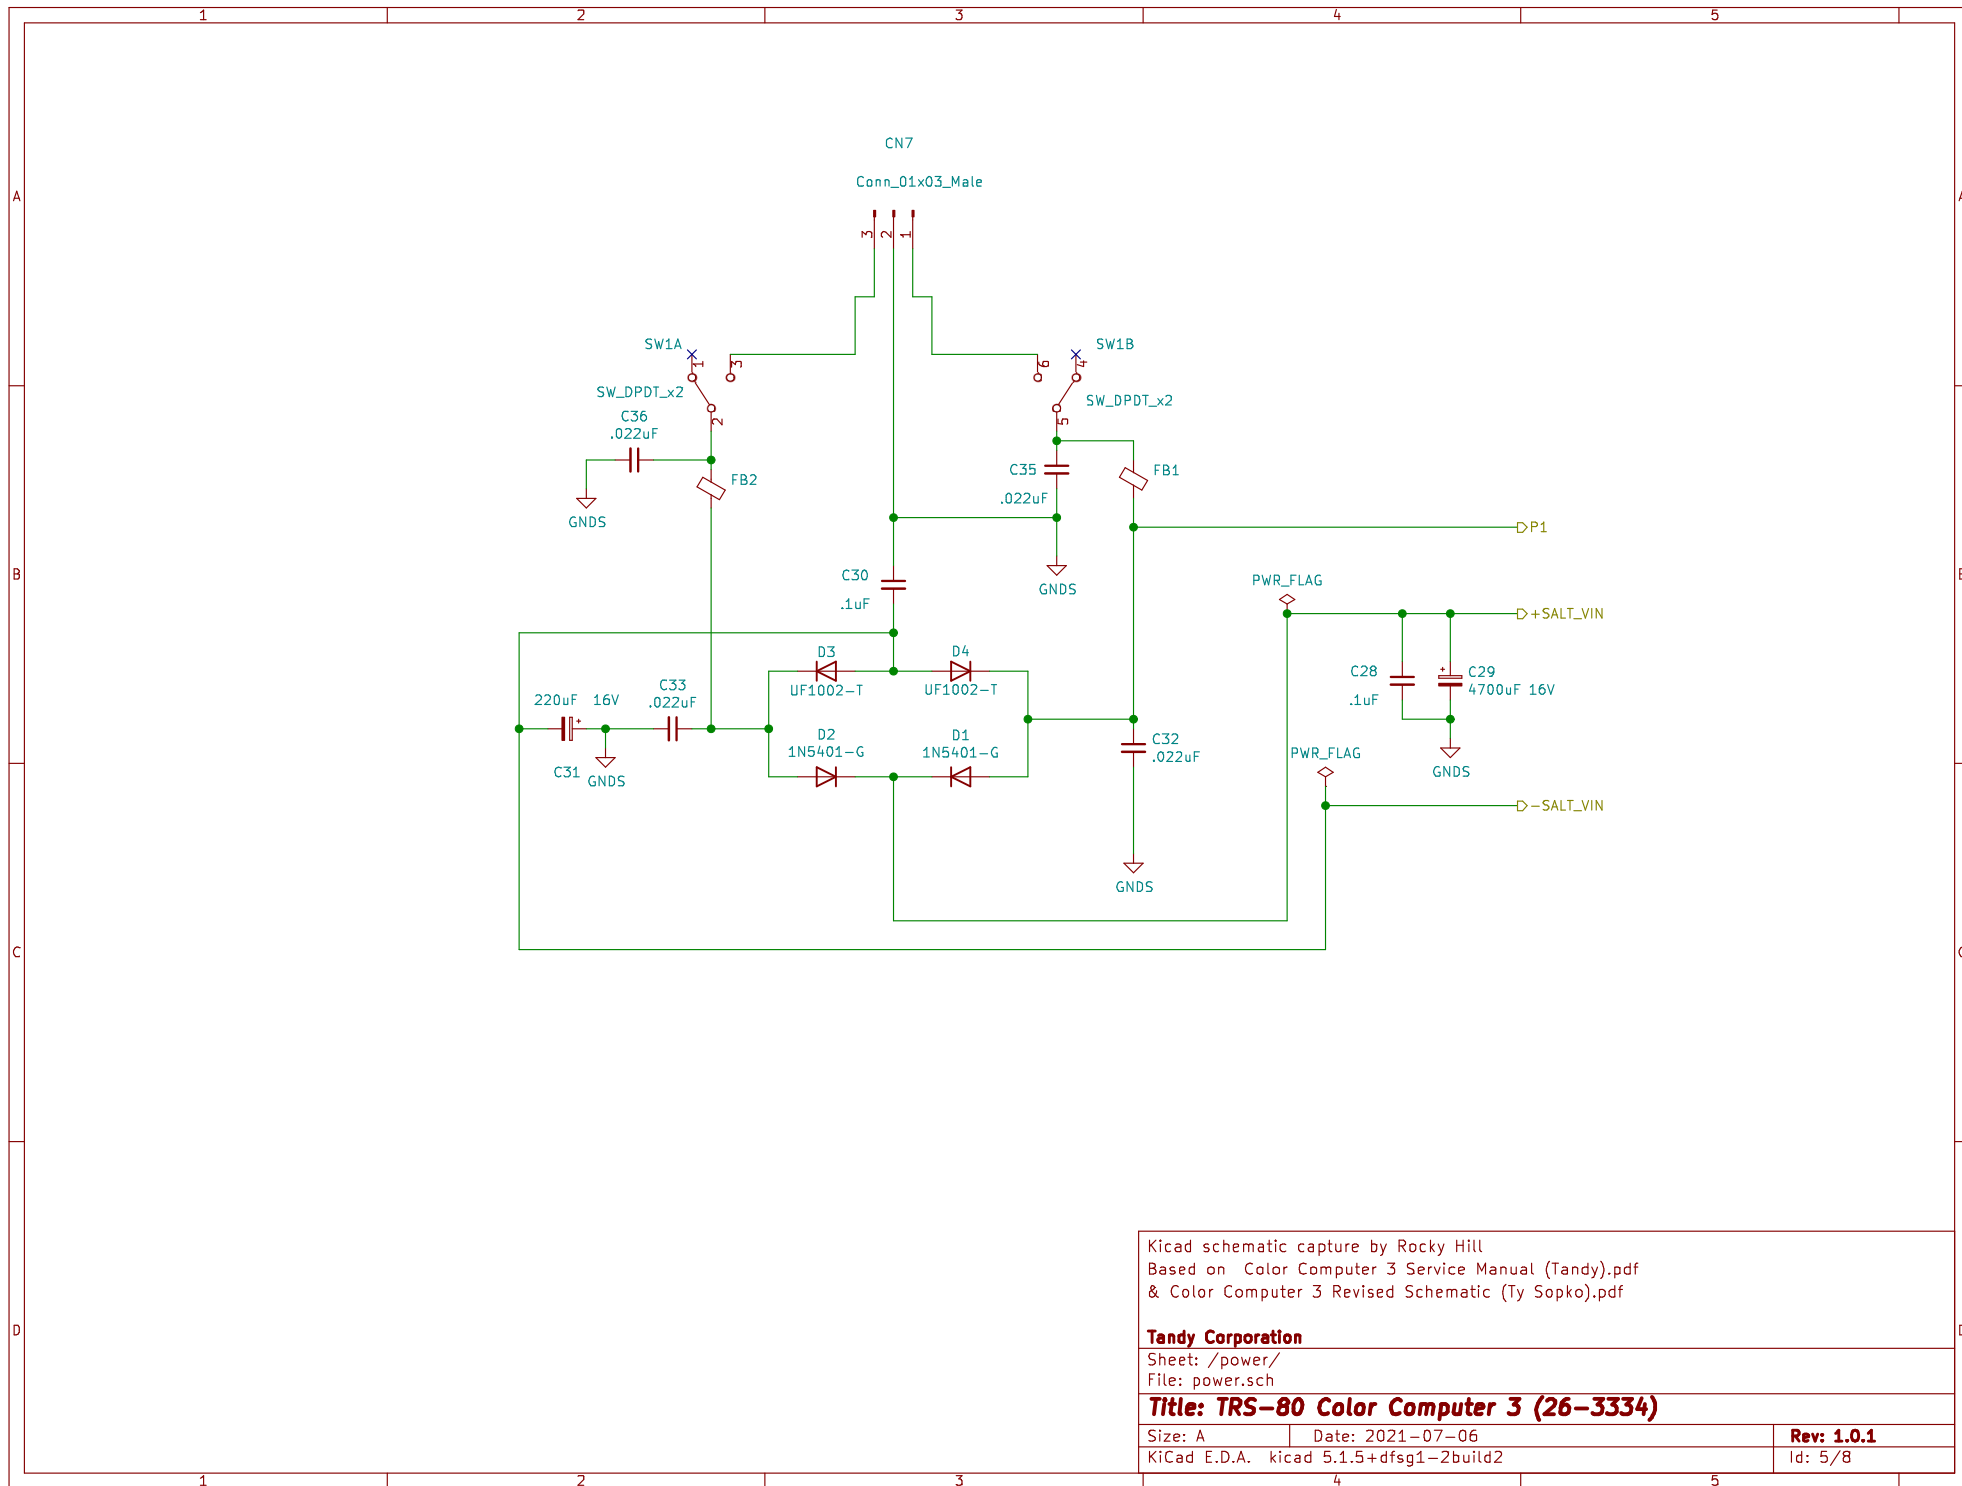 1 2 3 4 5
CN7
Conn_01x03_Male
A
3 2 1
SW1A
1 3
SW_DPDT_x2
2
SW1B
6 4
SW_DPDT_x2
5
C36
.022uF
GNDS
FB2
C35
.022uF
FB1
GNDS
P1
B
C30
.1uF
PWR_FLAG
+SALT_VIN
D3
UF1002-T
D4
UF1002-T
C28
.1uF
+
C29
4700uF 16V
GNDS
220uF 16V
+
C31
GNDS
C33
.022uF
D2
1N5401-G
D1
1N5401-G
C32
.022uF
GNDS
PWR_FLAG
-SALT_VIN
C
D
Kicad schematic capture by Rocky Hill
Based on  Color Computer 3 Service Manual (Tandy).pdf
& Color Computer 3 Revised Schematic (Ty Sopko).pdf
Tandy Corporation
Sheet: /power/
File: power.sch
Title: TRS-80 Color Computer 3 (26-3334)
Size: A Date: 2021-07-06 Rev: 1.0.1
KiCad E.D.A.  kicad 5.1.5+dfsg1-2build2 Id: 5/8
1 2 3 4 5